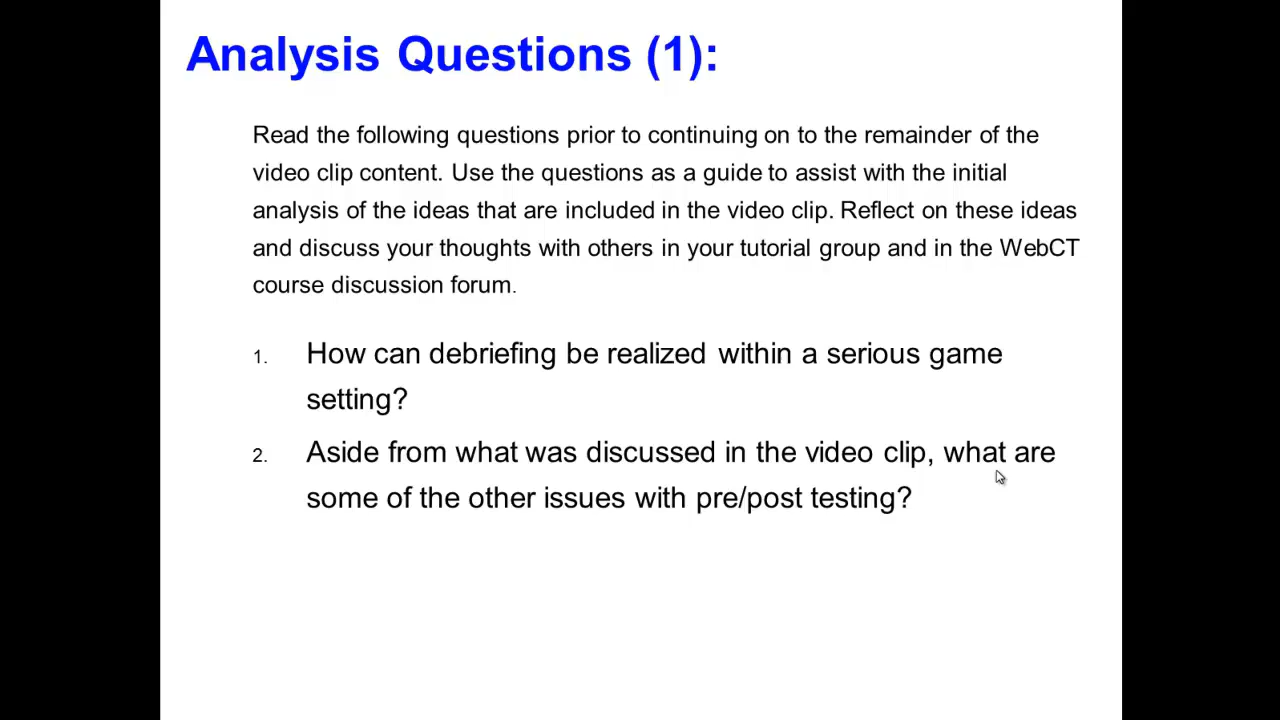 Analysis Questions (1):
Read the following questions prior to continuing on to the remainder of the
video clip content. Use the questions as a guide to assist with the initial
analysis of the ideas that are included in the video clip. Reflect on these ideas
and discuss your thoughts with others in your tutorial group and in the WebCT
course discussion forum.
1. How can debriefing be realized within a serious game
setting?
2. Aside from what was discussed in the video clip, what are
some of the other issues with pre/post testing?